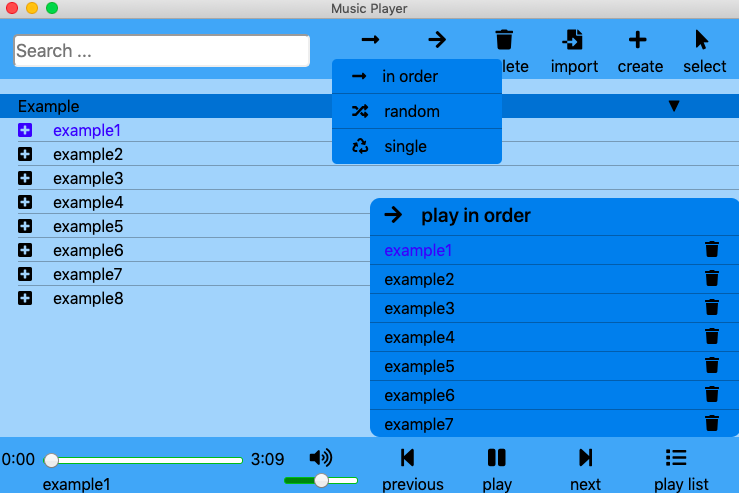 Music Player
Search ...
import
create
select
in order
random
single
Example
▼
example1
example2
example3
example4
example5
example6
example7
example8
play in order
example1
example2
example3
example4
example5
example6
example7
0:00
3:09
example1
previous
play
next
play list